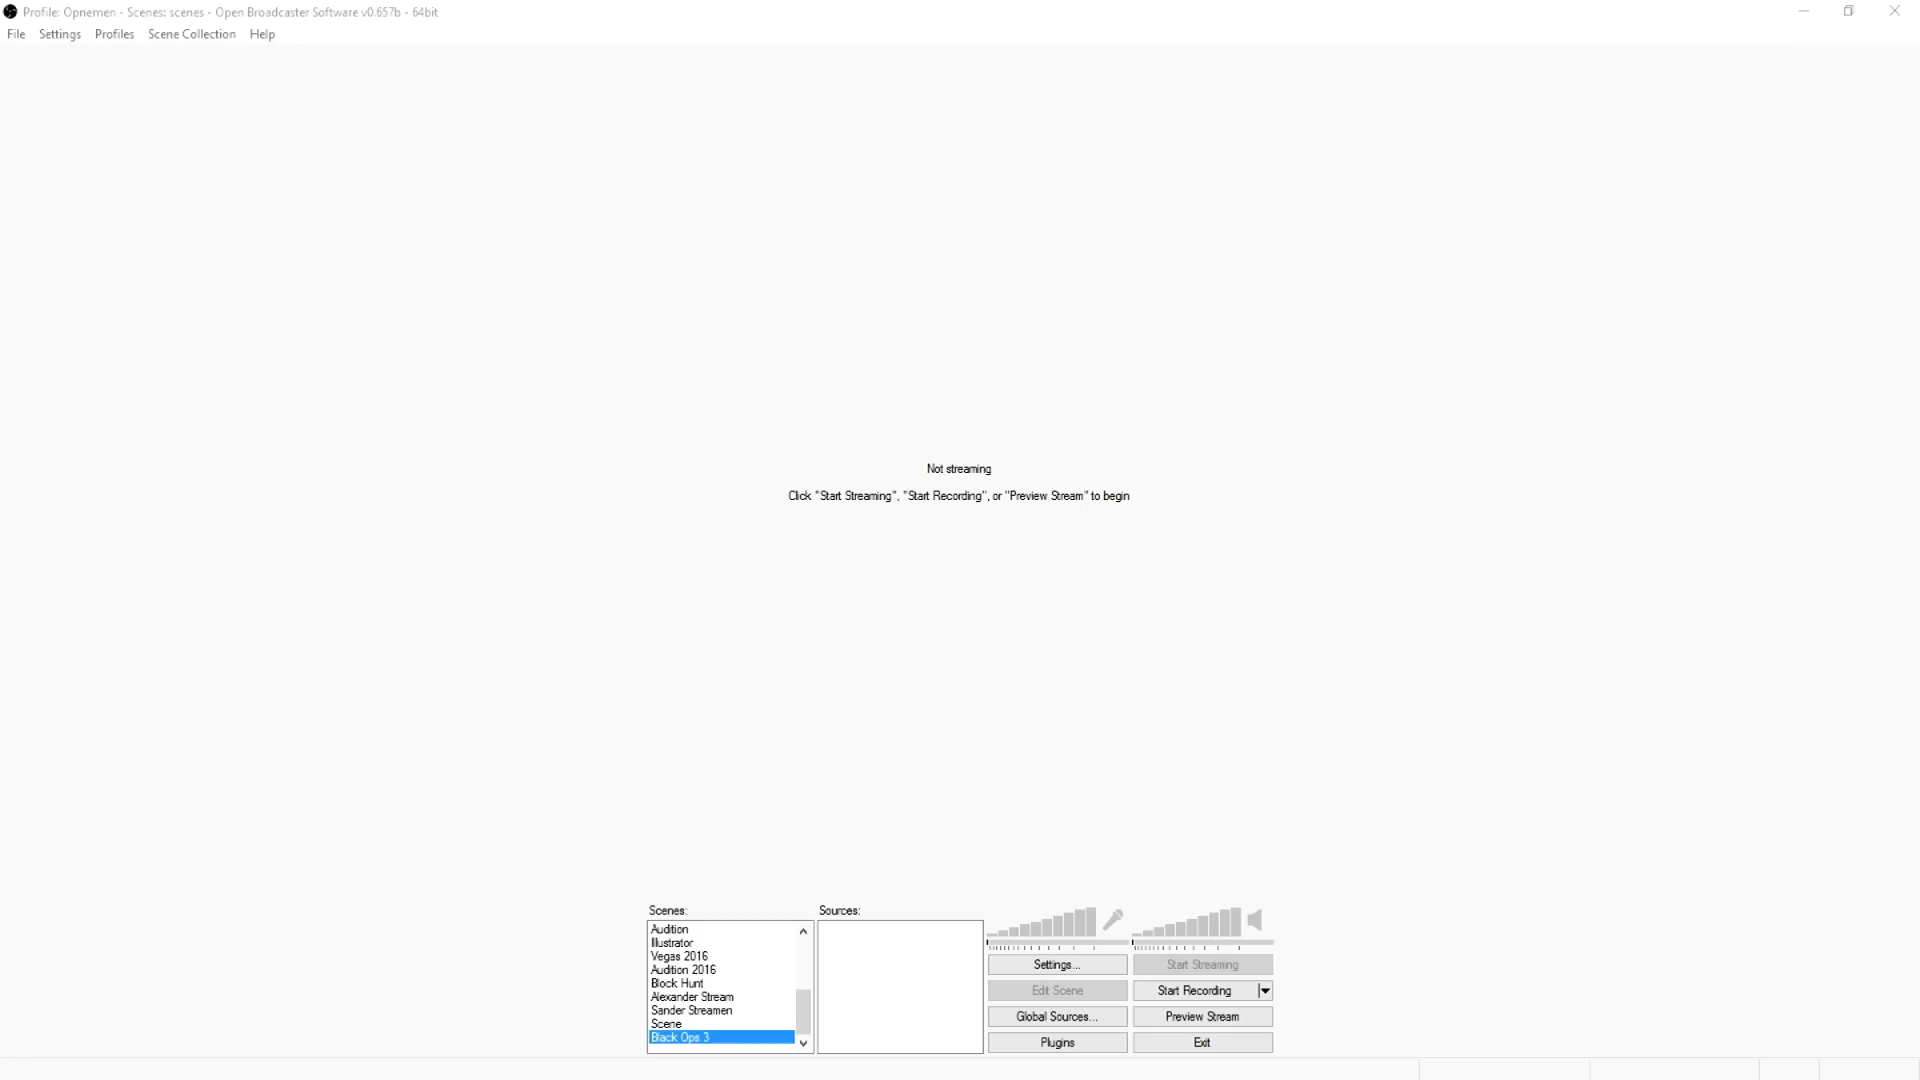 Profile: Opnemen - Scenes: scenes - Open Broadcaster Software v0.657b - 64bit
File Settings Profiles Scene Collection Help
Not streaming
Click "Start Streaming", "Start Recording", or "Preview Stream" to begin
Scenes:
Audition
Illustrator
Vegas 2016
Audition 2016
Block Hunt
Alexander Stream
Sander Streamen
Scene
Black Ops 3
Sources:
Settings...
Start Streaming
Edit Scene
Start Recording
Global Sources...
Preview Stream
Plugins
Exit